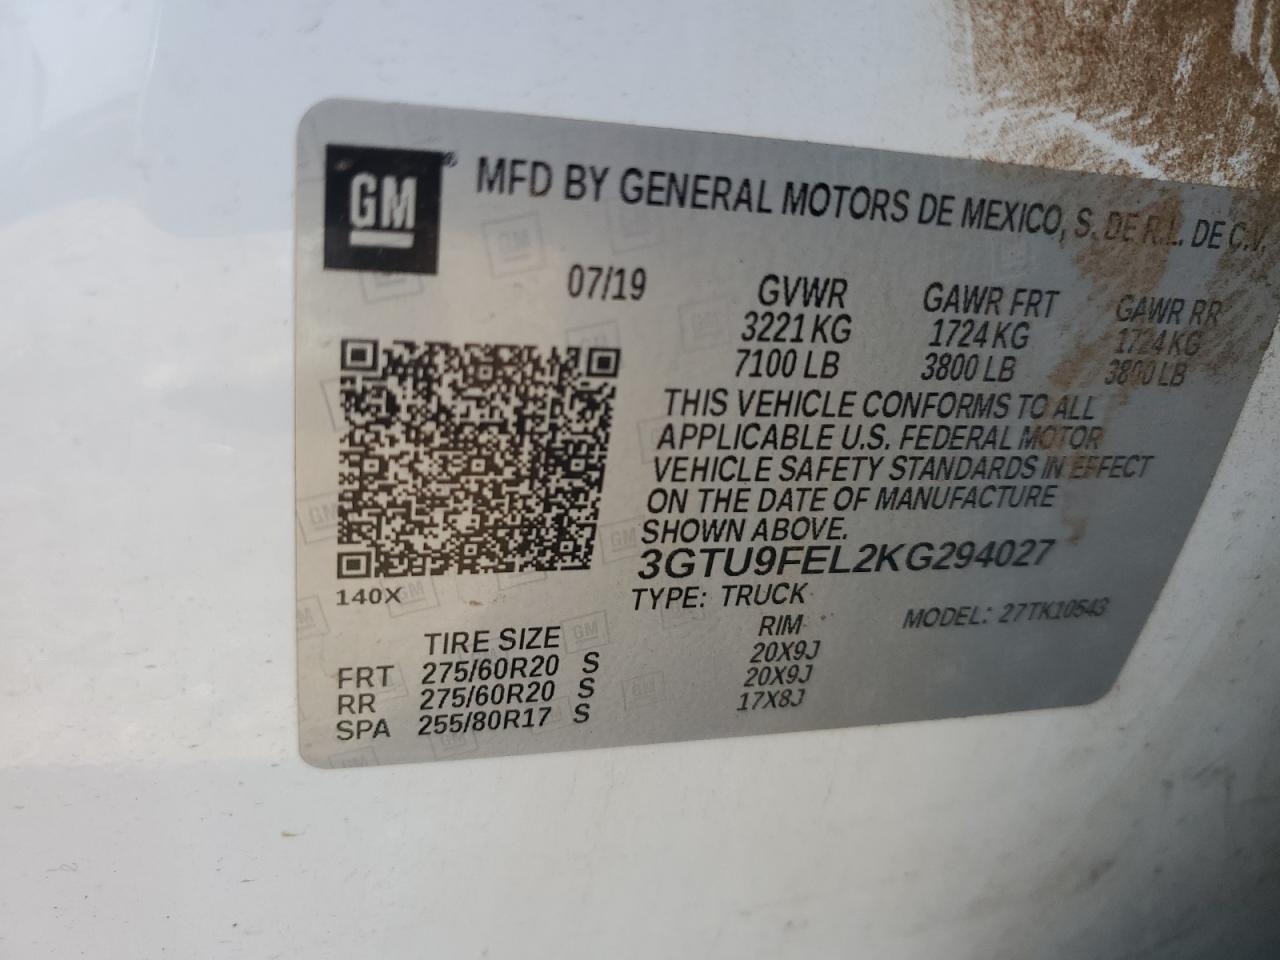 GM
MFD BY GENERAL MOTORS DE MEXICO, S. DE R.L. DE C.V.
07/19 GVWR GAWR FRT GAWR RR
3221 KG 1724 KG 1724 KG
7100 LB 3800 LB 3800 LB
THIS VEHICLE CONFORMS TO ALL
APPLICABLE U.S. FEDERAL MOTOR
VEHICLE SAFETY STANDARDS IN EFFECT
ON THE DATE OF MANUFACTURE
SHOWN ABOVE.
3GTU9FEL2KG294027
140X
TYPE: TRUCK MODEL: 27TK10543
TIRE SIZE RIM
FRT 275/60R20 S 20X9J
RR 275/60R20 S 20X9J
SPA 255/80R17 S 17X8J